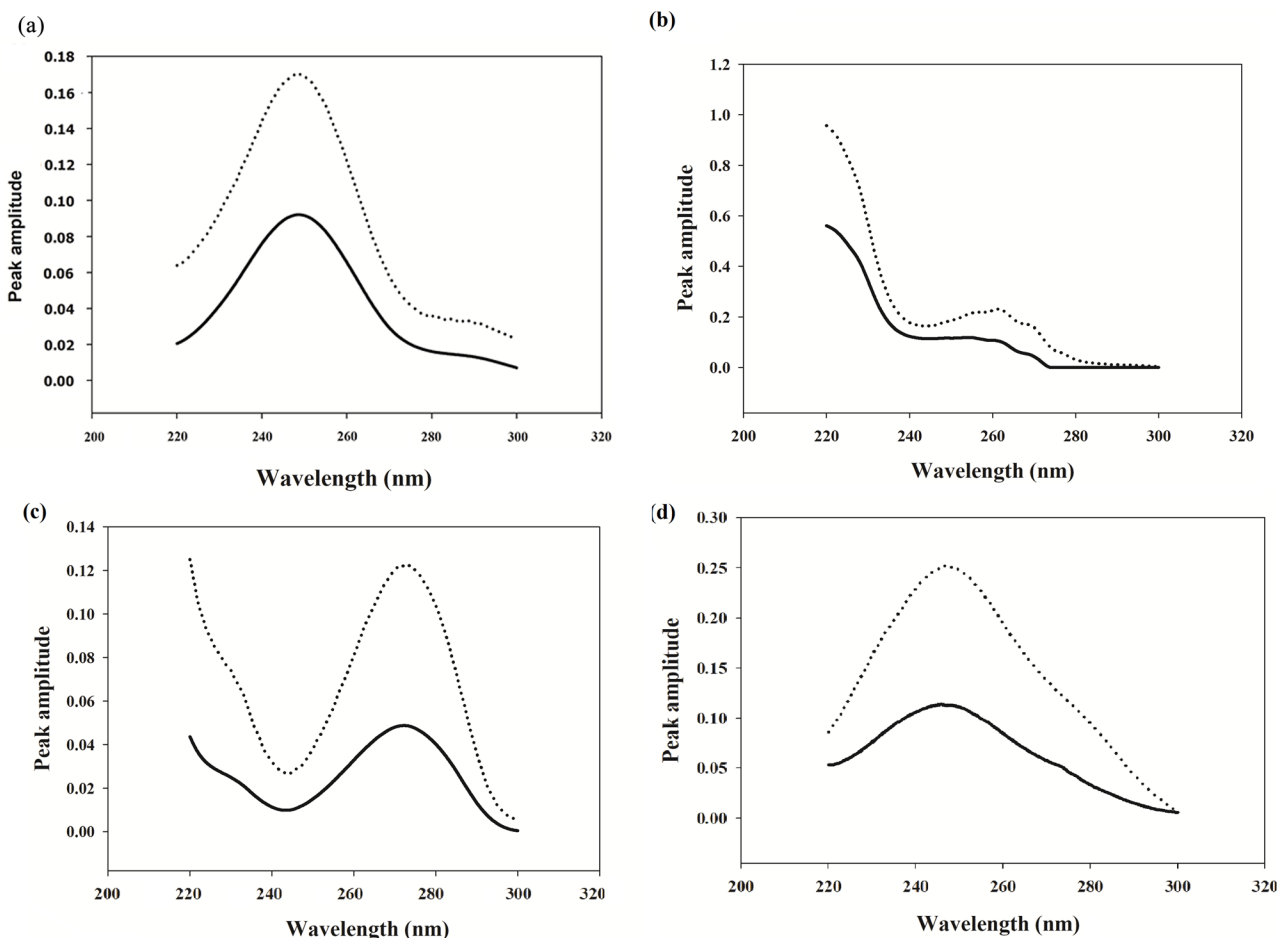 (a)
Peak amplitude
0.18
0.16
0.14
0.12
0.10
0.08
0.06
0.04
0.02
0.00
200 220 240 260 280 300 320
Wavelength (nm)
(b)
Peak amplitude
1.2
1.0
0.8
0.6
0.4
0.2
0.0
200 220 240 260 280 300 320
Wavelength (nm)
(c)
Peak amplitude
0.14
0.12
0.10
0.08
0.06
0.04
0.02
0.00
200 220 240 260 280 300 320
Wavelength (nm)
(d)
Peak amplitude
0.30
0.25
0.20
0.15
0.10
0.05
0.00
200 220 240 260 280 300 320
Wavelength (nm)